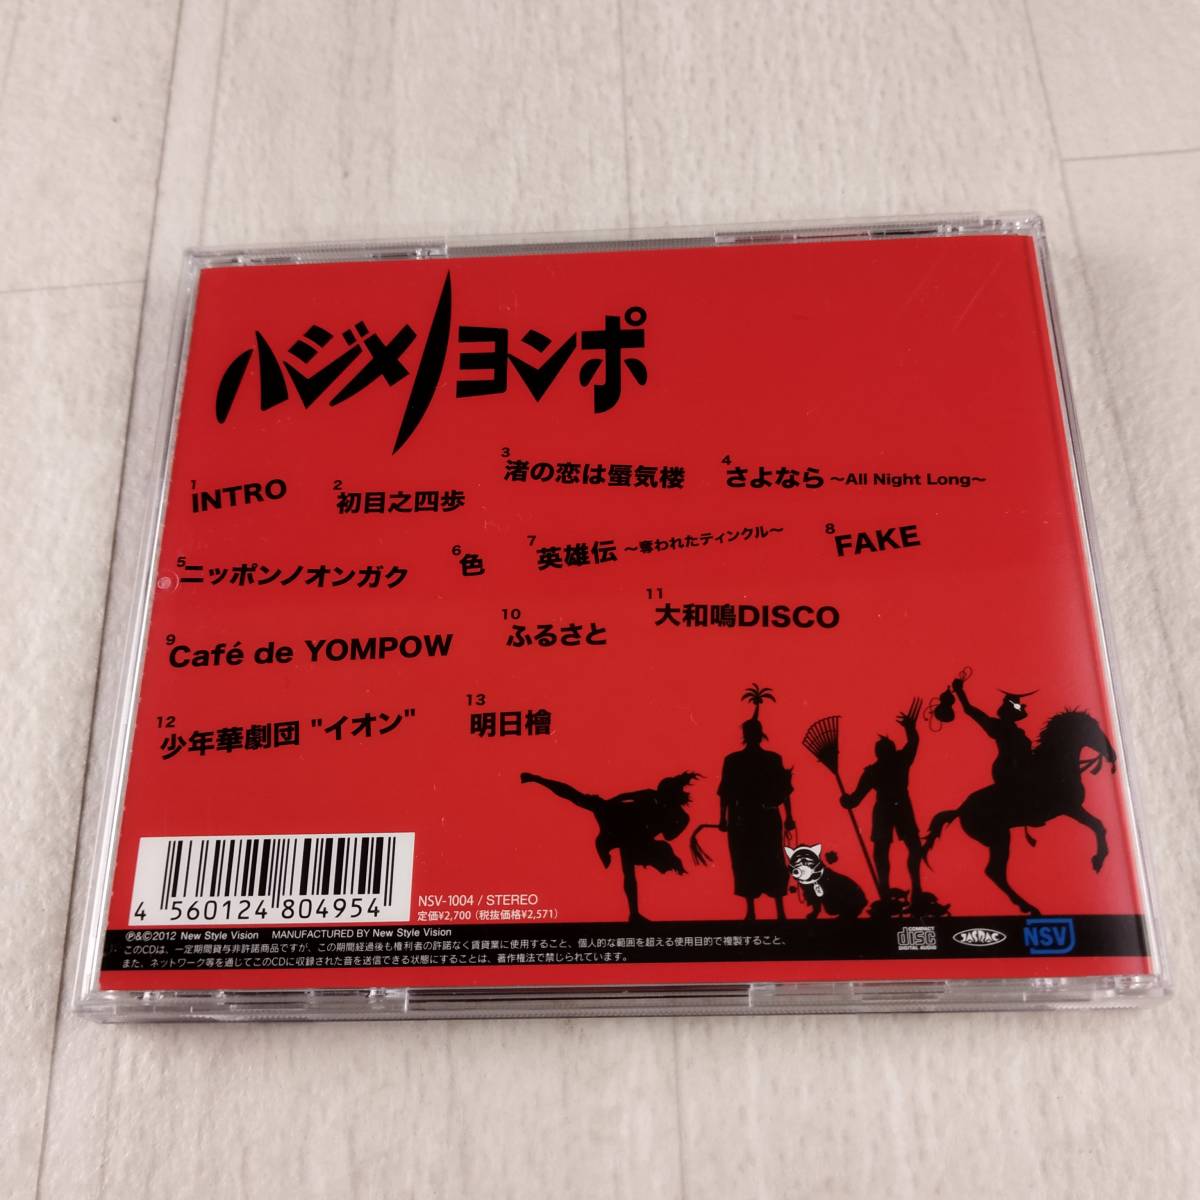 ハジメノヨンポ
1 INTRO
2 初目之四歩
3 渚の恋は蜃気楼
4 さよなら ～All Night Long～
5 ニッポンノオンガク
6 色
7 英雄伝 ～奪われたティンクル～
8 FAKE
9 Café de YOMPOW
10 ふるさと
11 大和鳴DISCO
12 少年華劇団 "イオン"
13 明日檜
4 560124 804954
NSV-1004 / STEREO
定価¥2,700（税抜価格¥2,571）
℗&©2012 New Style Vision MANUFACTURED BY New Style Vision
このCDは、一定期間貸与非許諾商品ですが、この期間経過後も権利者の許諾なく賃貸業に使用すること、個人的な範囲を超える使用目的で複製すること、
また、ネットワーク等を通じてこのCDに収録された音を送信できる状態にすることは、著作権法で禁じられています。
COMPACT
disc
DIGITAL AUDIO
JASRAC
NSV